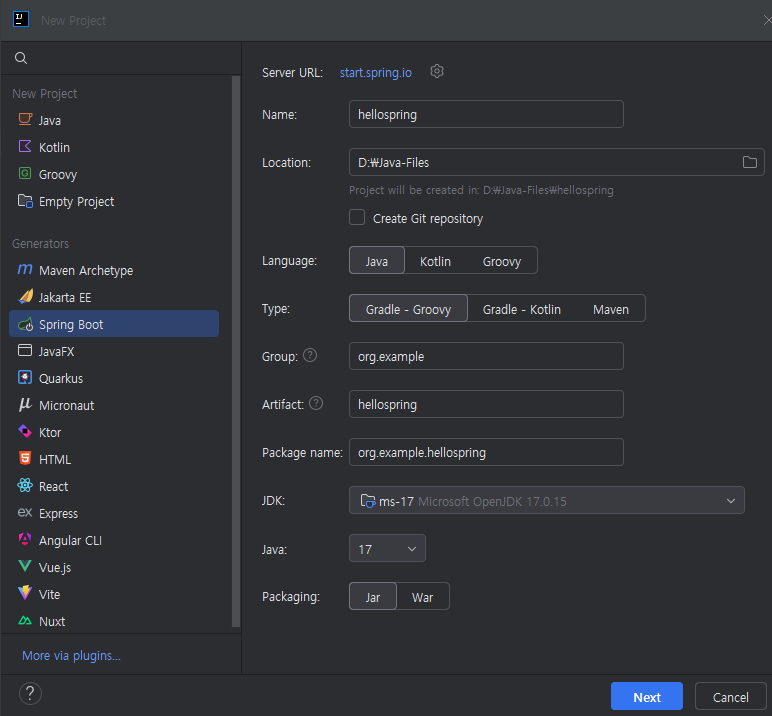 New Project
New Project
Java
Kotlin
Groovy
Empty Project
Generators
Maven Archetype
Jakarta EE
Spring Boot
JavaFX
Quarkus
Micronaut
Ktor
HTML
React
Express
Angular CLI
Vue.js
Vite
Nuxt
More via plugins...
Server URL: start.spring.io
Name: hellospring
Location: D:₩Java-Files
Project will be created in: D:₩Java-Files₩hellospring
Create Git repository
Language: Java Kotlin Groovy
Type: Gradle - Groovy Gradle - Kotlin Maven
Group: ? org.example
Artifact: ? hellospring
Package name: org.example.hellospring
JDK: ms-17 Microsoft OpenJDK 17.0.15
Java: 17
Packaging: Jar War
? Next Cancel